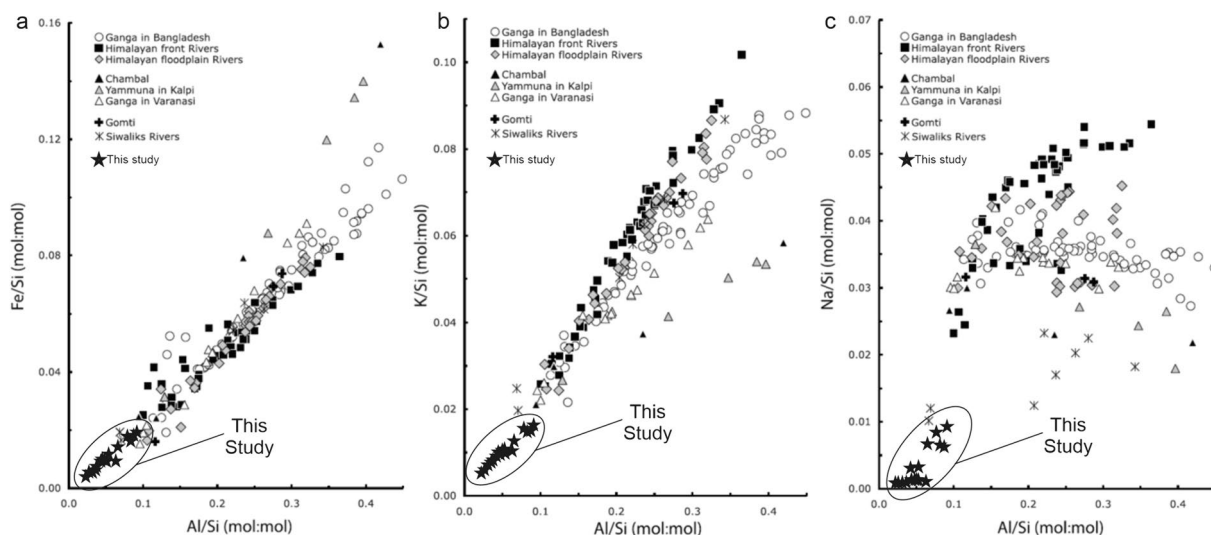 a
Fe/Si (mol:mol)
0.16
0.12
0.08
0.04
0.00
Ganga in Bangladesh
Himalayan front Rivers
Himalayan floodplain Rivers
Chambal
Yammuna in Kalpi
Ganga in Varanasi
Gomti
Siwaliks Rivers
This study
This
Study
0.0 0.1 0.2 0.3 0.4
Al/Si (mol:mol)
b
K/Si (mol:mol)
0.10
0.08
0.06
0.04
0.02
0.00
Ganga in Bangladesh
Himalayan front Rivers
Himalayan floodplain Rivers
Chambal
Yammuna in Kalpi
Ganga in Varanasi
Gomti
Siwaliks Rivers
This study
This
Study
0.0 0.1 0.2 0.3 0.4
Al/Si (mol:mol)
c
Na/Si (mol:mol)
0.07
0.06
0.05
0.04
0.03
0.02
0.01
0.00
Ganga in Bangladesh
Himalayan front Rivers
Himalayan floodplain Rivers
Chambal
Yammuna in Kalpi
Ganga in Varanasi
Gomti
Siwaliks Rivers
This study
This
Study
0.0 0.1 0.2 0.3 0.4
Al/Si (mol:mol)